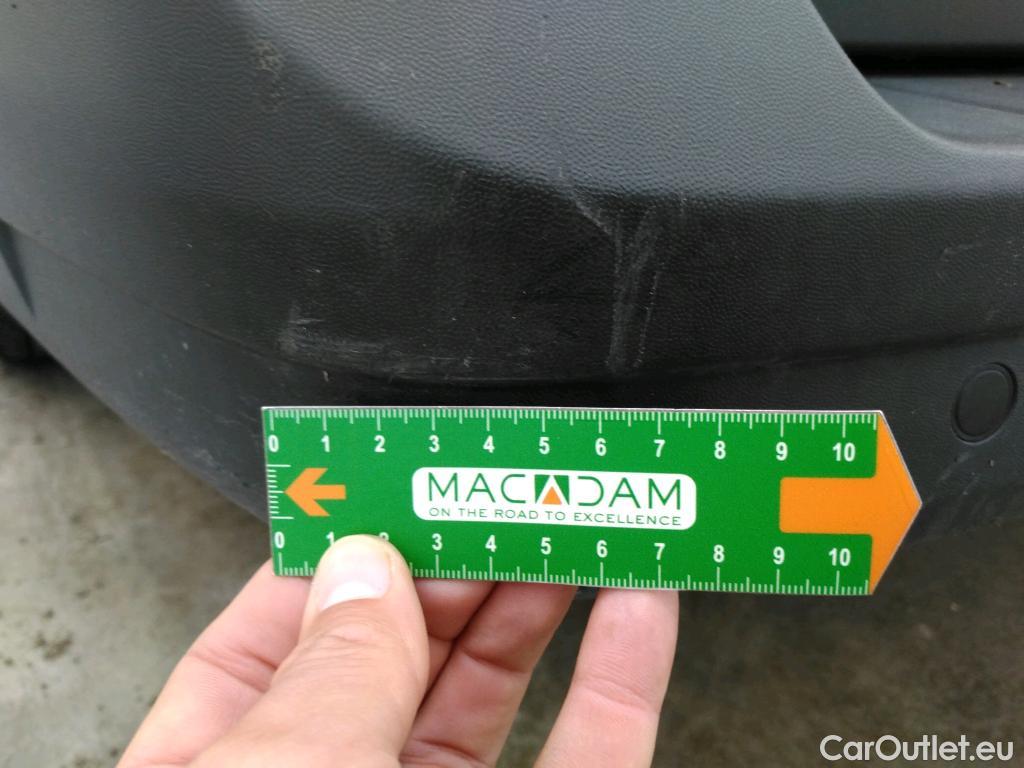 0 1 2 3 4 5 6 7 8 9 10
MACADAM
ON THE ROAD TO EXCELLENCE
0 1 2 3 4 5 6 7 8 9 10
CarOutlet.eu